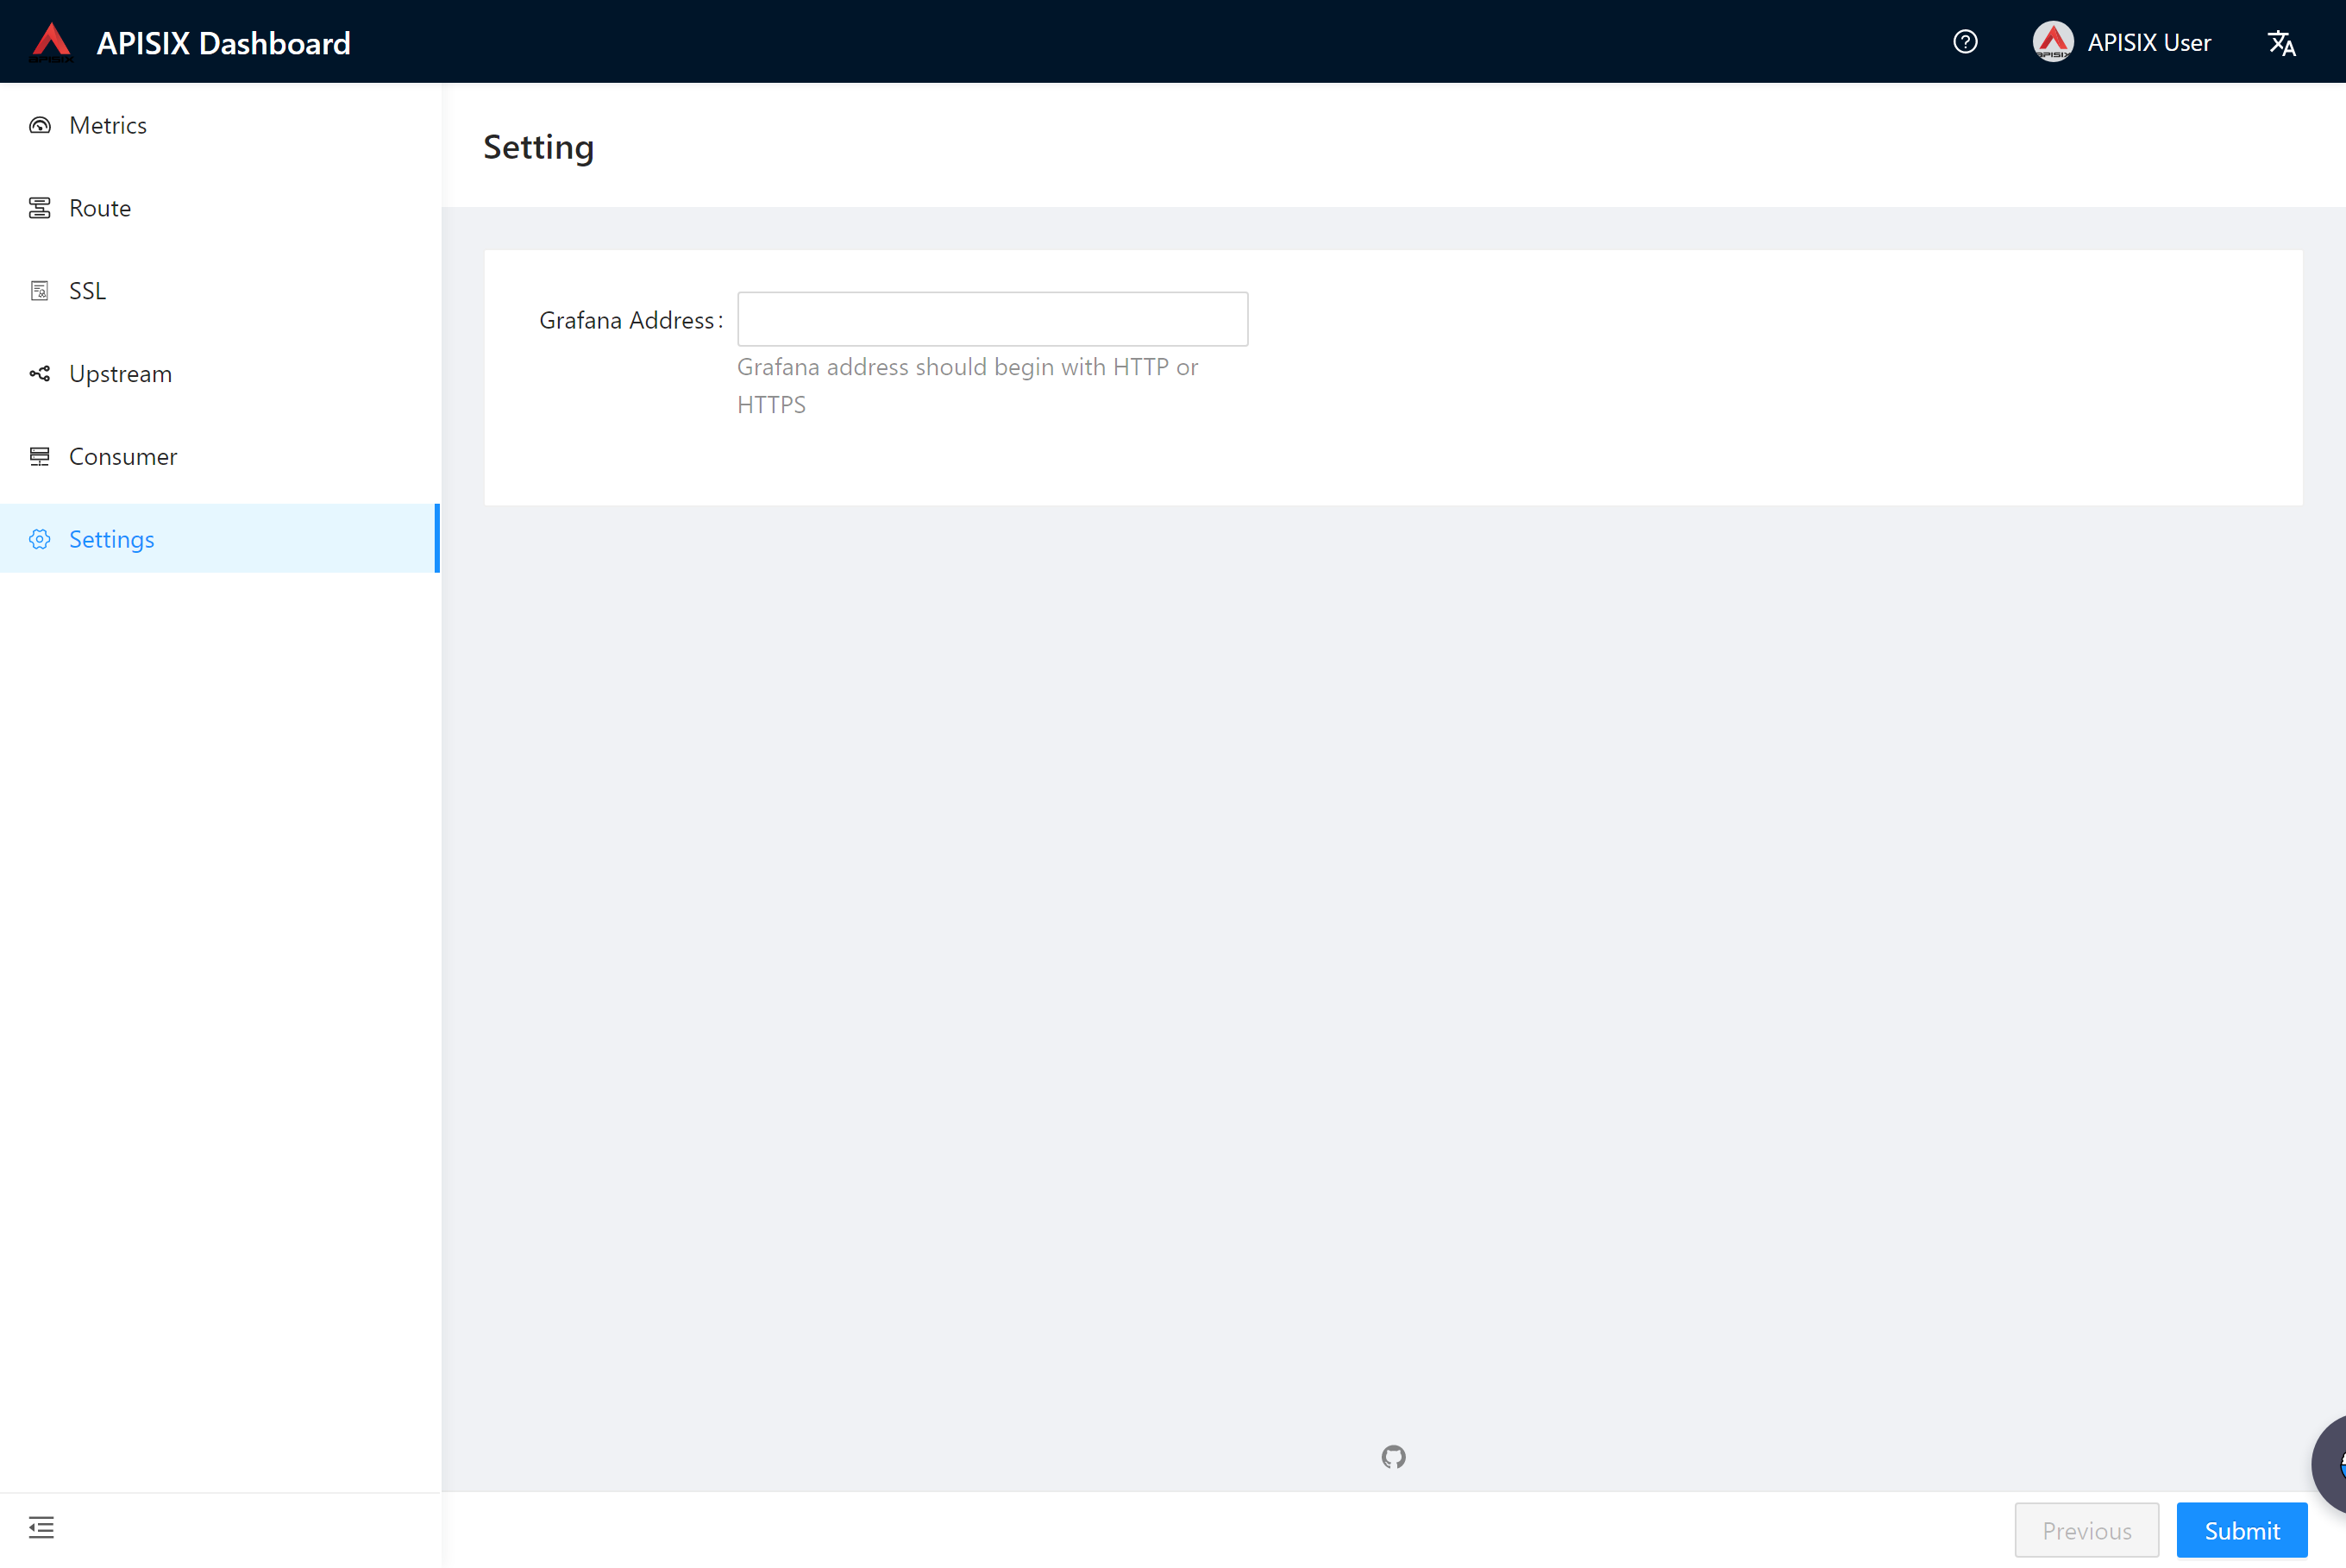 APISIX Dashboard
APISIX User
Metrics
Route
SSL
Upstream
Consumer
Settings
Setting
Grafana Address:
Grafana address should begin with HTTP or
HTTPS
Previous
Submit